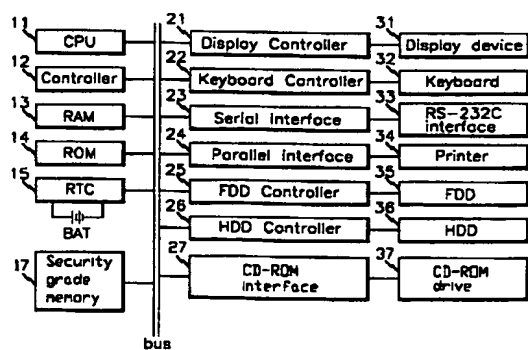 11
CPU
12
Controller
13
RAM
14
ROM
15
RTC
BAT
17
Security
grade
memory
bus
21
Display Controller
22
Keyboard Controller
23
Serial interface
24
Parallel interface
25
FDD Controller
26
HDD Controller
27
CD-ROM
interface
31
Display device
32
Keyboard
33
RS-232C
interface
34
Printer
35
FDD
36
HDD
37
CD-ROM
drive